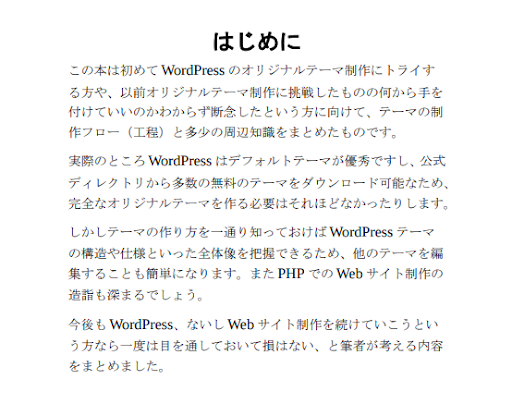 はじめに
この本は初めて WordPress のオリジナルテーマ制作にトライす
る方や、以前オリジナルテーマ制作に挑戦したものの何から手を
付けていいのかわからず断念したという方に向けて、テーマの制
作フロー（工程）と多少の周辺知識をまとめたものです。
実際のところ WordPress はデフォルトテーマが優秀ですし、公式
ディレクトリから多数の無料のテーマをダウンロード可能なため、
完全なオリジナルテーマを作る必要はそれほどなかったりします。
しかしテーマの作り方を一通り知っておけば WordPress テーマ
の構造や仕様といった全体像を把握できるため、他のテーマを編
集することも簡単になります。また PHP での Web サイト制作の
造詣も深まるでしょう。
今後も WordPress、ないし Web サイト制作を続けていこうとい
う方なら一度は目を通しておいて損はない、と筆者が考える内容
をまとめました。